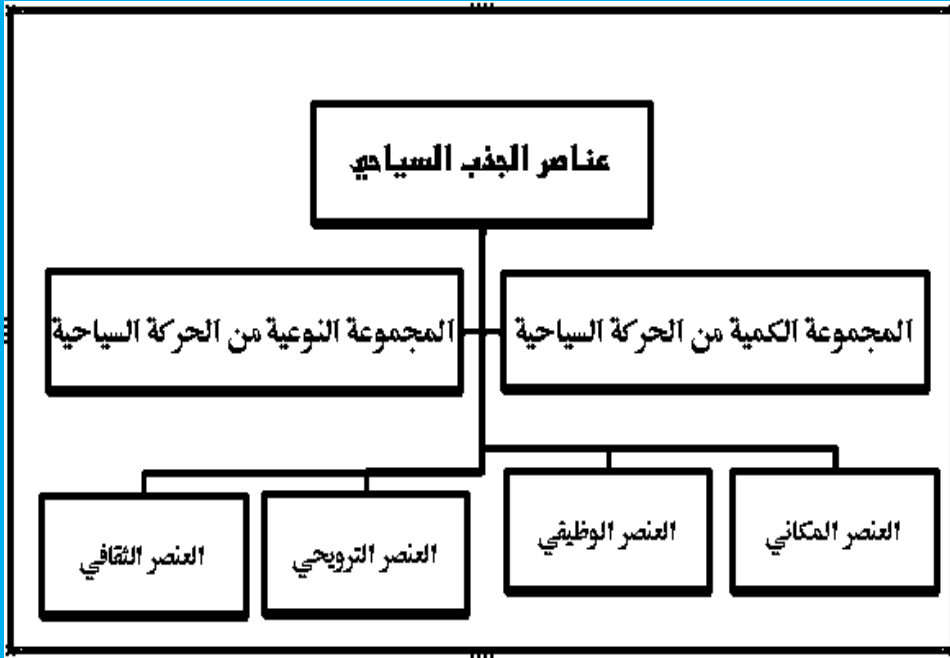 عناصر الجذب السياحي
المجموعة الكمية من الحركة السياحية
المجموعة النوعية من الحركة السياحية
العنصر المكاني
العنصر الوظيفي
العنصر الترويحي
العنصر الثقافي